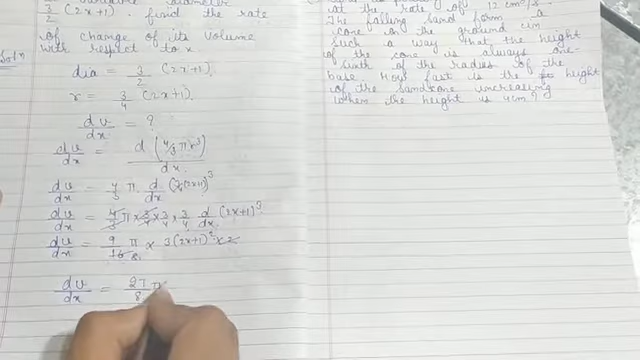 variable diameter
3/2 (2x+1). find the rate
of change of its volume
with respect to x
Soln
dia = 3/2 (2x+1).
r = 3/4 (2x+1).
dv/dx = ?
dv/dx = d(4/3 πr³)/dx
dv/dx = 4/3 π d/dx (3/4(2x+1))³
dv/dx = 4/3 π × 3/4 × 3/4 × 3/4 d/dx (2x+1)³
dv/dx = 9/16 π × 3(2x+1)² × 2
8
dv/dx = 27/8 π
at the rate of 12 cm³/s.
The falling sand form a
cone on the ground in
such a way that the height
of the cone is always one-
sixth of the radius of the
base How fast is the height
of the sandcone increasing
when the height is 4cm?